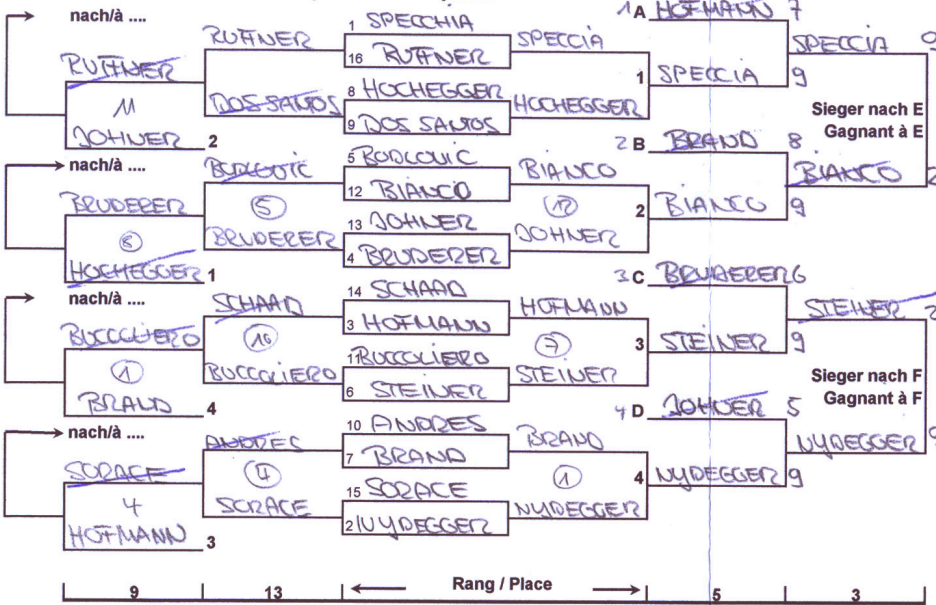 nach/à ....
RUFFNER
11
JOHNER 2
nach/à ....
BRUDERER
8
HOCHEGGER 1
nach/à ....
BUCCOLIERO
1
BRAND 4
nach/à ....
SORACE
4
HOFMANN 3
RUFFNER
DOS SANTOS
BODLOVIC
5
BRUDERER
SCHAAD
16
BUCCOLIERO
ANDRES
4
SORACE
1 SPECCHIA
16 RUFFNER
8 HOCHEGGER
9 DOS SANTOS
5 BODLOVIC
12 BIANCO
13 JOHNER
4 BRUDERER
14 SCHAAD
3 HOFMANN
11 BUCCOLIERO
6 STEINER
10 ANDRES
7 BRAND
15 SORACE
2 NYDEGGER
SPECCIA
HOCHEGGER
BIANCO
12
JOHNER
HOFMANN
7
STEINER
BRAND
1
NYDEGGER
1 A HOFMANN 7
1 SPECCIA 9
2 B BRAND 8
2 BIANCO 9
3 C BRUDERER 6
3 STEINER 9
4 D JOHNER 5
4 NYDEGGER 9
SPECCIA
Sieger nach E
Gagnant à E
BIANCO
STEINER
Sieger nach F
Gagnant à F
NYDEGGER
9 13 Rang / Place 5 3